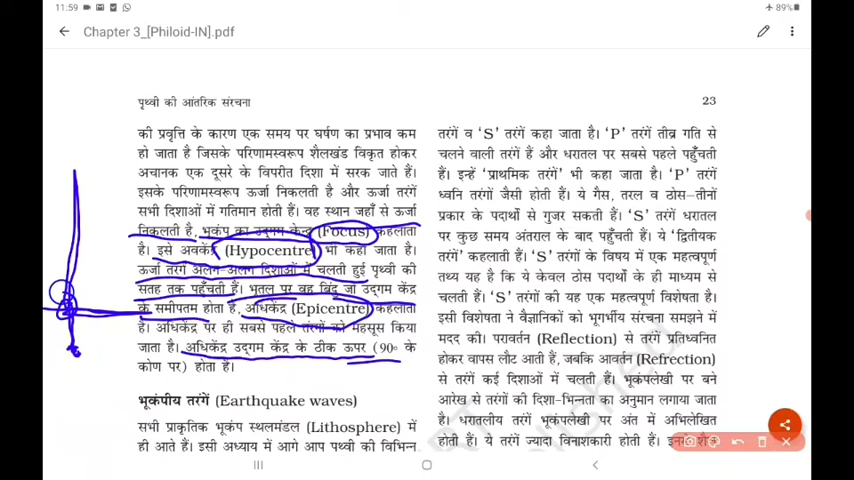 11:59
89%
Chapter 3_[Philoid-IN].pdf
पृथ्वी की आंतरिक संरचना
23
की प्रवृत्ति के कारण एक समय पर घर्षण का प्रभाव कम
हो जाता है जिसके परिणामस्वरूप शैलखंड विकृत होकर
अचानक एक दूसरे के विपरीत दिशा में सरक जाते हैं।
इसके परिणामस्वरूप ऊर्जा निकलती है और ऊर्जा तरंगें
सभी दिशाओं में गतिमान होती हैं। वह स्थान जहाँ से ऊर्जा
निकलती है, भूकंप का उद्गम केन्द्र (Focus) कहलाता
है। इसे अवकेंद्र (Hypocentre) भी कहा जाता है।
ऊर्जा तरंगें अलग-अलग दिशाओं में चलती हुई पृथ्वी की
सतह तक पहुँचती हैं। भूतल पर वह बिंदु जो उद्गम केंद्र
के समीपतम होता है, अधिकेंद्र (Epicentre) कहलाता
है। अधिकेंद्र पर ही सबसे पहले तरंगों को महसूस किया
जाता है। अधिकेंद्र उद्गम केंद्र के ठीक ऊपर (90° के
कोण पर) होता है।
भूकंपीय तरंगें (Earthquake waves)
सभी प्राकृतिक भूकंप स्थलमंडल (Lithosphere) में
ही आते हैं। इसी अध्याय में आगे आप पृथ्वी की विभिन्न
तरंगें व 'S' तरंगें कहा जाता है। 'P' तरंगें तीव्र गति से
चलने वाली तरंगें हैं और धरातल पर सबसे पहले पहुँचती
हैं। इन्हें 'प्राथमिक तरंगें' भी कहा जाता है। 'P' तरंगें
ध्वनि तरंगों जैसी होती हैं। ये गैस, तरल व ठोस-तीनों
प्रकार के पदार्थों से गुजर सकती हैं। 'S' तरंगें धरातल
पर कुछ समय अंतराल के बाद पहुँचती हैं। ये 'द्वितीयक
तरंगें' कहलाती हैं। 'S' तरंगों के विषय में एक महत्वपूर्ण
तथ्य यह है कि ये केवल ठोस पदार्थों के ही माध्यम से
चलती हैं। 'S' तरंगों की यह एक महत्वपूर्ण विशेषता है।
इसी विशेषता ने वैज्ञानिकों को भूगर्भीय संरचना समझने में
मदद की। परावर्तन (Reflection) से तरंगें प्रतिध्वनित
होकर वापस लौट आती हैं, जबकि आवर्तन (Refrection)
से तरंगें कई दिशाओं में चलती हैं। भूकंपलेखी पर बने
आरेख से तरंगों की दिशा-भिन्नता का अनुमान लगाया जाता
है। धरातलीय तरंगें भूकंपलेखी पर अंत में अभिलेखित
होती हैं। ये तरंगें ज्यादा विनाशकारी होती हैं।